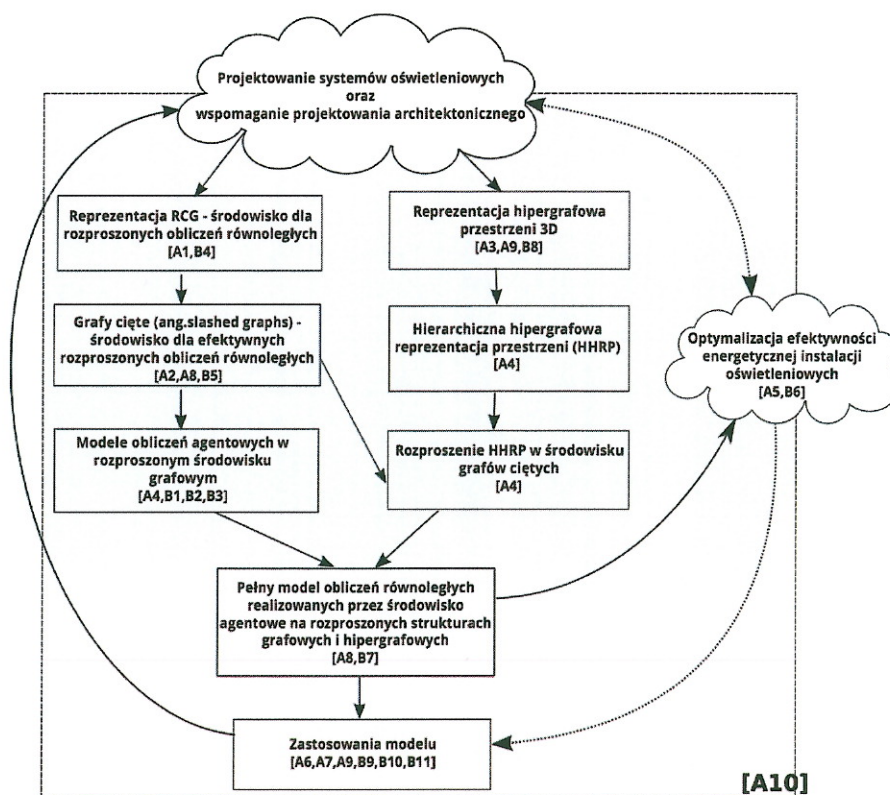 Projektowanie systemów oświetleniowych
oraz
wspomaganie projektowania architektonicznego
Reprezentacja RCG - środowisko dla
rozproszonych obliczeń równoległych
[A1,B4]
Reprezentacja hipergrafowa
przestrzeni 3D
[A3,A9,B8]
Grafy cięte (ang.slashed graphs) -
środowisko dla efektywnych
rozproszonych obliczeń równoległych
[A2,A8,B5]
Hierarchiczna hipergrafowa
reprezentacja przestrzeni (HHRP)
[A4]
Optymalizacja efektywności
energetycznej instalacji
oświetleniowych
[A5,B6]
Modele obliczeń agentowych w
rozproszonym środowisku
grafowym
[A4,B1,B2,B3]
Rozproszenie HHRP w środowisku
grafów ciętych
[A4]
Pełny model obliczeń równoległych
realizowanych przez środowisko
agentowe na rozproszonych strukturach
grafowych i hipergrafowych
[A8,B7]
Zastosowania modelu
[A6,A7,A9,B9,B10,B11]
[A10]